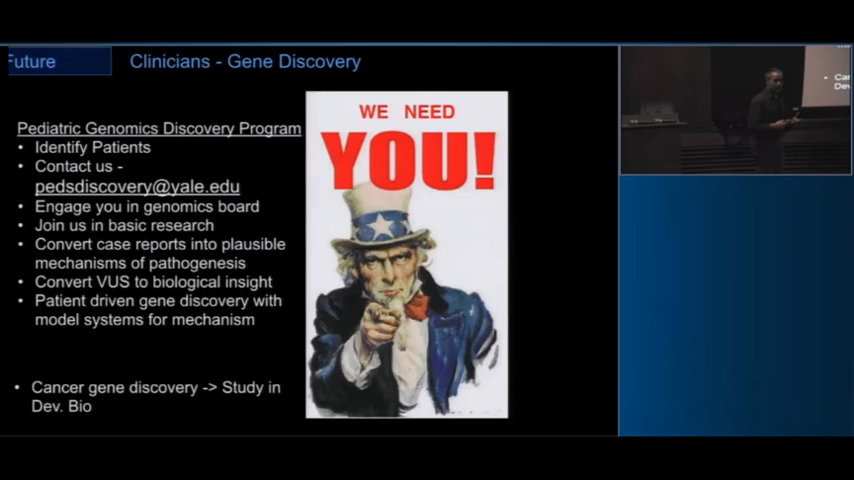 Future
Clinicians - Gene Discovery
Pediatric Genomics Discovery Program
• Identify Patients
• Contact us -
pedsdiscovery@yale.edu
• Engage you in genomics board
• Join us in basic research
• Convert case reports into plausible
mechanisms of pathogenesis
• Convert VUS to biological insight
• Patient driven gene discovery with
model systems for mechanism
• Cancer gene discovery -> Study in
Dev. Bio
WE NEED
YOU!
• Can
Dev